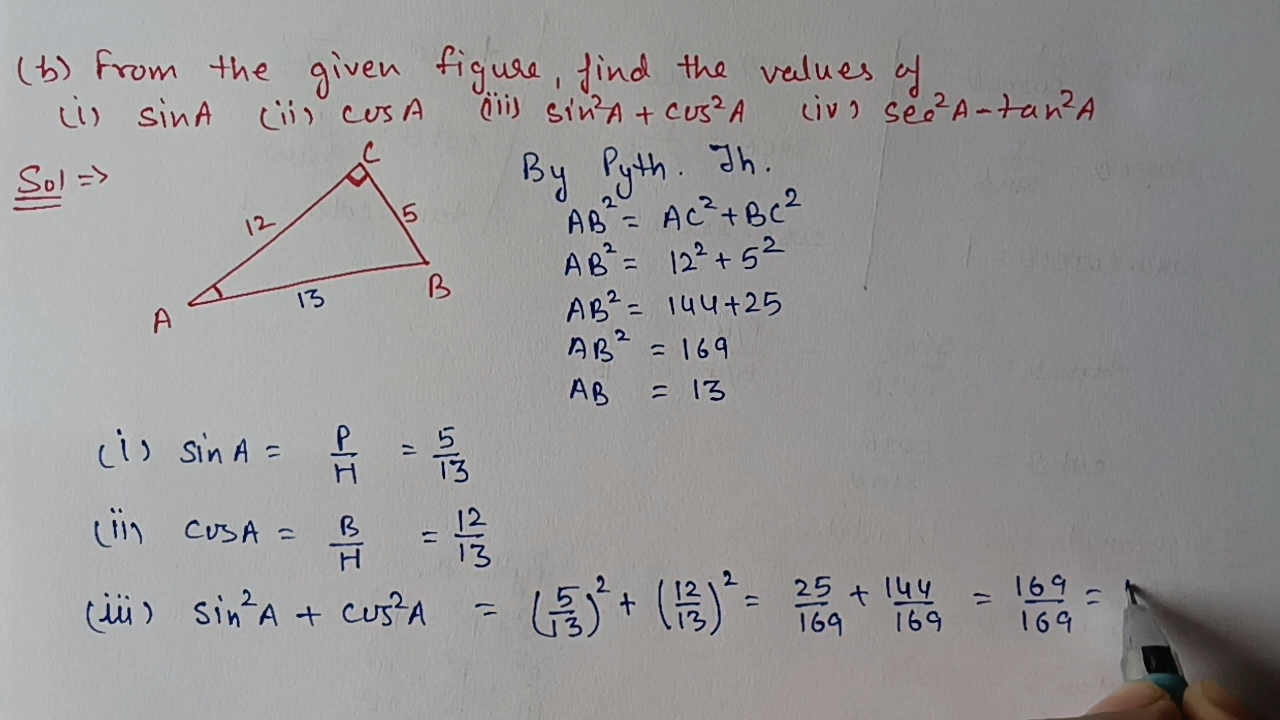 (b) From the given figure, find the values of
(i) sinA (ii) cosA (iii) sin²A + cos²A (iv) sec²A - tan²A
Sol =>
C
12
5
13
A
B
By Pyth. Th.
AB² = AC² + BC²
AB² = 12² + 5²
AB² = 144 + 25
AB² = 169
AB = 13
(i) sinA = P/H = 5/13
(ii) cosA = B/H = 12/13
(iii) sin²A + cos²A = (5/13)² + (12/13)² = 25/169 + 144/169 = 169/169 =